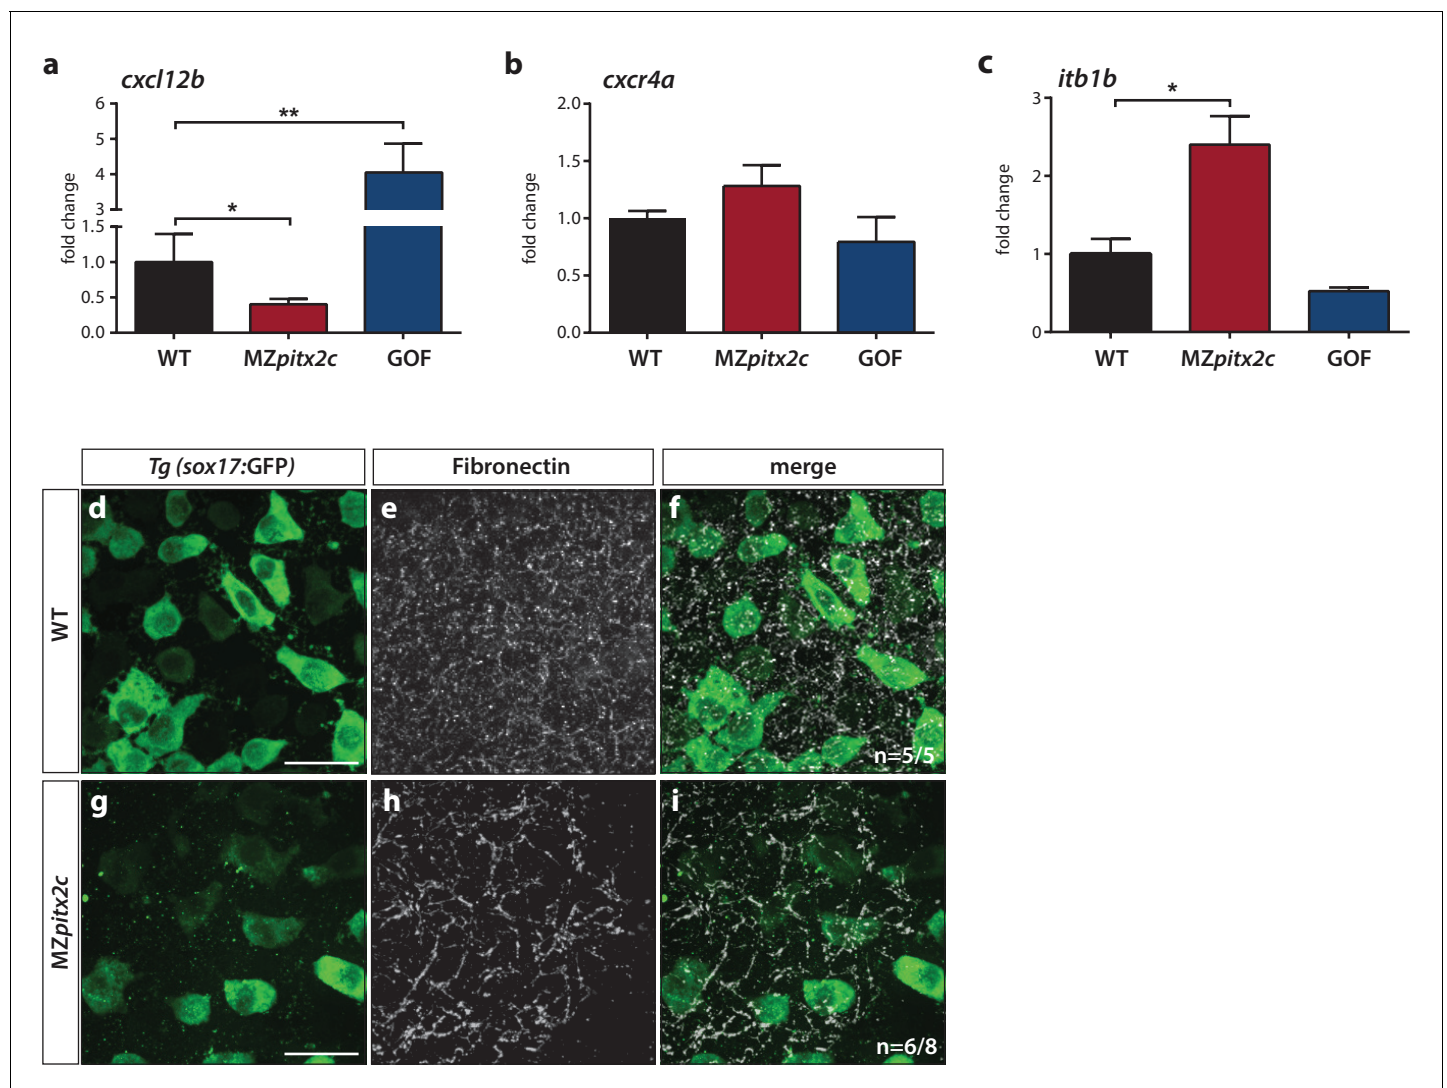 a
cxcl12b
fold change
6
5
4
3
1.5
1.0
0.5
0.0
**
*
WT
MZpitx2c
GOF
b
cxcr4a
fold change
2.0
1.5
1.0
0.5
0.0
WT
MZpitx2c
GOF
c
itb1b
fold change
3
2
1
0
*
WT
MZpitx2c
GOF
Tg (sox17:GFP)
Fibronectin
merge
WT
d
e
f
n=5/5
MZpitx2c
g
h
i
n=6/8